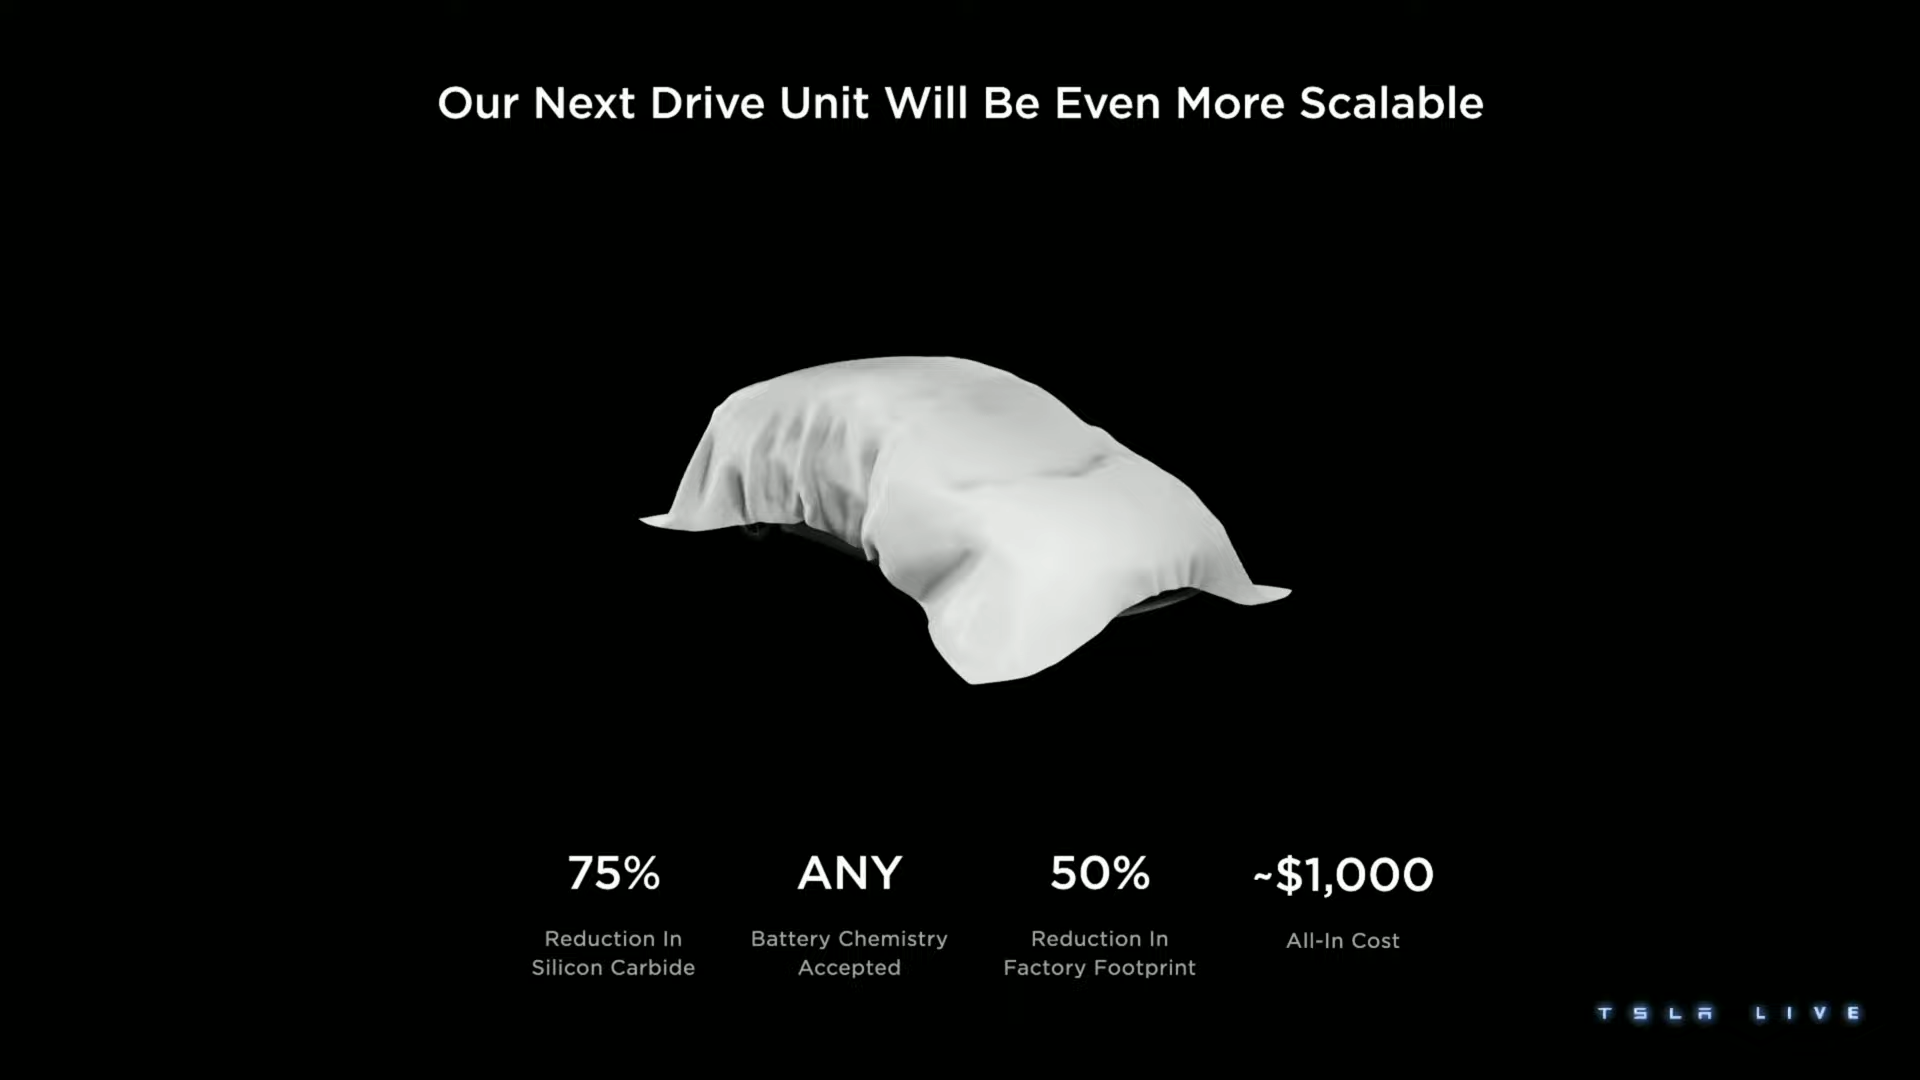 Our Next Drive Unit Will Be Even More Scalable
75%
Reduction In
Silicon Carbide
ANY
Battery Chemistry
Accepted
50%
Reduction In
Factory Footprint
~$1,000
All-In Cost
TSLA LIVE